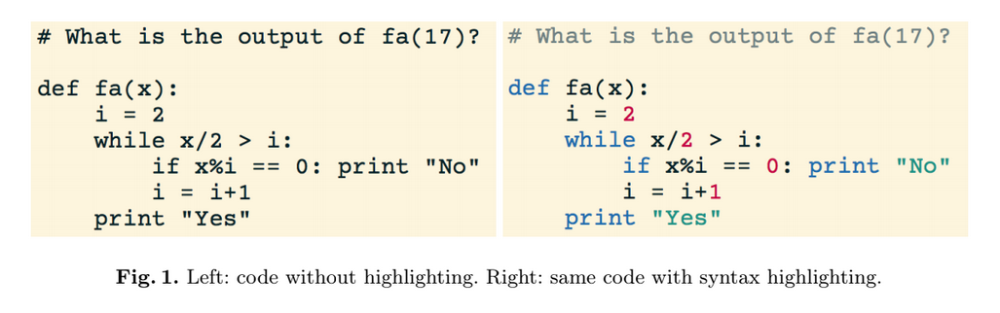 # What is the output of fa(17)?
def fa(x):
    i = 2
    while x/2 > i:
        if x%i == 0: print "No"
        i = i+1
    print "Yes"
# What is the output of fa(17)?
def fa(x):
    i = 2
    while x/2 > i:
        if x%i == 0: print "No"
        i = i+1
    print "Yes"
Fig. 1. Left: code without highlighting. Right: same code with syntax highlighting.